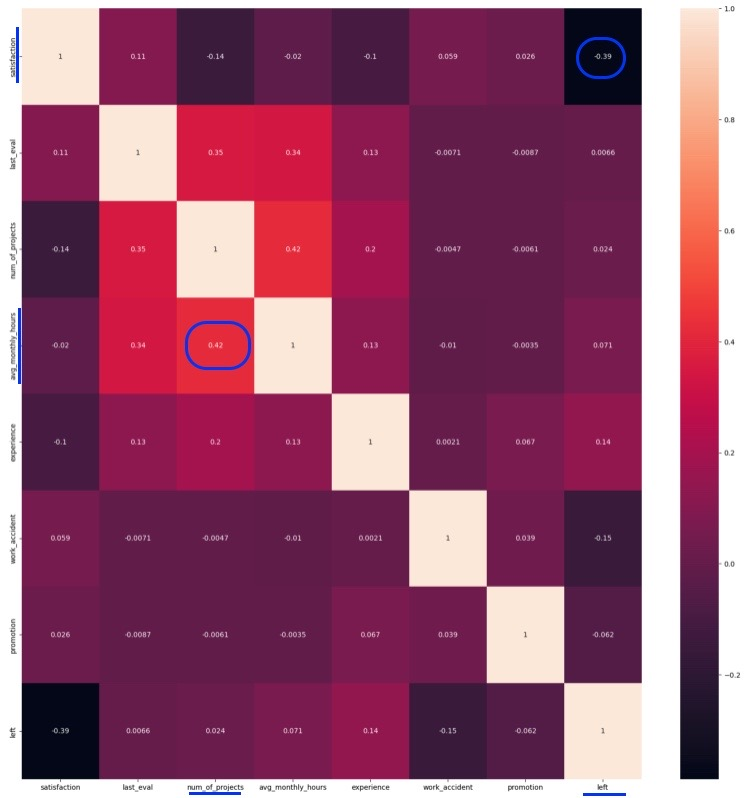 satisfaction 1 0.11 -0.14 -0.02 -0.1 0.059 0.026 -0.39
last_eval 0.11 1 0.35 0.34 0.13 -0.0071 -0.0087 0.0066
num_of_projects -0.14 0.35 1 0.42 0.2 -0.0047 -0.0061 0.024
avg_monthly_hours -0.02 0.34 0.42 1 0.13 -0.01 -0.0035 0.071
experience -0.1 0.13 0.2 0.13 1 0.0021 0.067 0.14
work_accident 0.059 -0.0071 -0.0047 -0.01 0.0021 1 0.039 -0.15
promotion 0.026 -0.0087 -0.0061 -0.0035 0.067 0.039 1 -0.062
left -0.39 0.0066 0.024 0.071 0.14 -0.15 -0.062 1
satisfaction last_eval num_of_projects avg_monthly_hours experience work_accident promotion left
1.0
0.8
0.6
0.4
0.2
0.0
−0.2